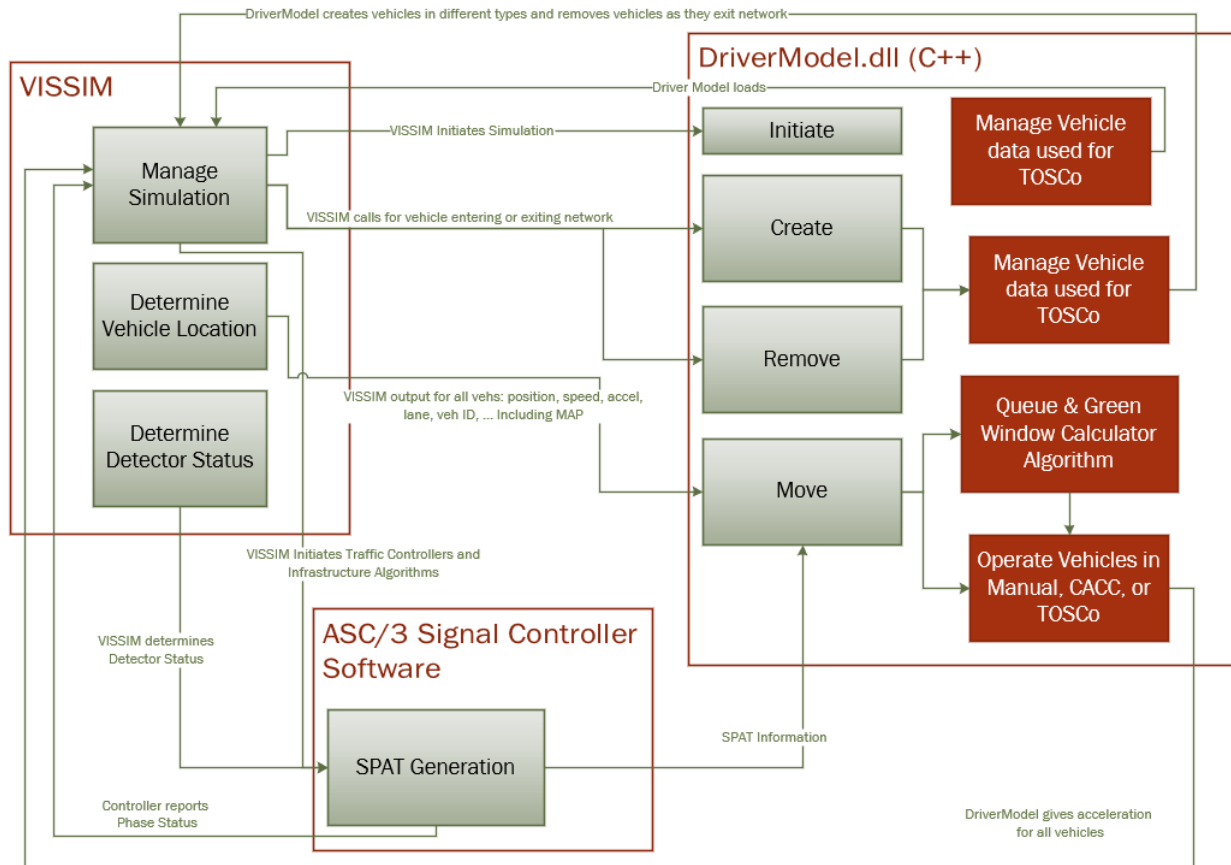 DriverModel creates vehicles in different types and removes vehicles as they exit network
VISSIM
DriverModel.dll (C++)
Driver Model loads
Manage
Simulation
VISSIM Initiates Simulation
Initiate
Manage Vehicle
data used for
TOSCo
VISSIM calls for vehicle entering or exiting network
Create
Determine
Vehicle Location
Manage Vehicle
data used for
TOSCo
Remove
VISSIM output for all vehs: position, speed, accel,
lane, veh ID, ... Including MAP
Determine
Detector Status
Queue & Green
Window Calculator
Algorithm
Move
VISSIM Initiates Traffic Controllers and
Infrastructure Algorithms
Operate Vehicles in
Manual, CACC, or
TOSCo
VISSIM determines
Detector Status
ASC/3 Signal Controller
Software
SPAT Generation
SPAT Information
Controller reports
Phase Status
DriverModel gives acceleration
for all vehicles